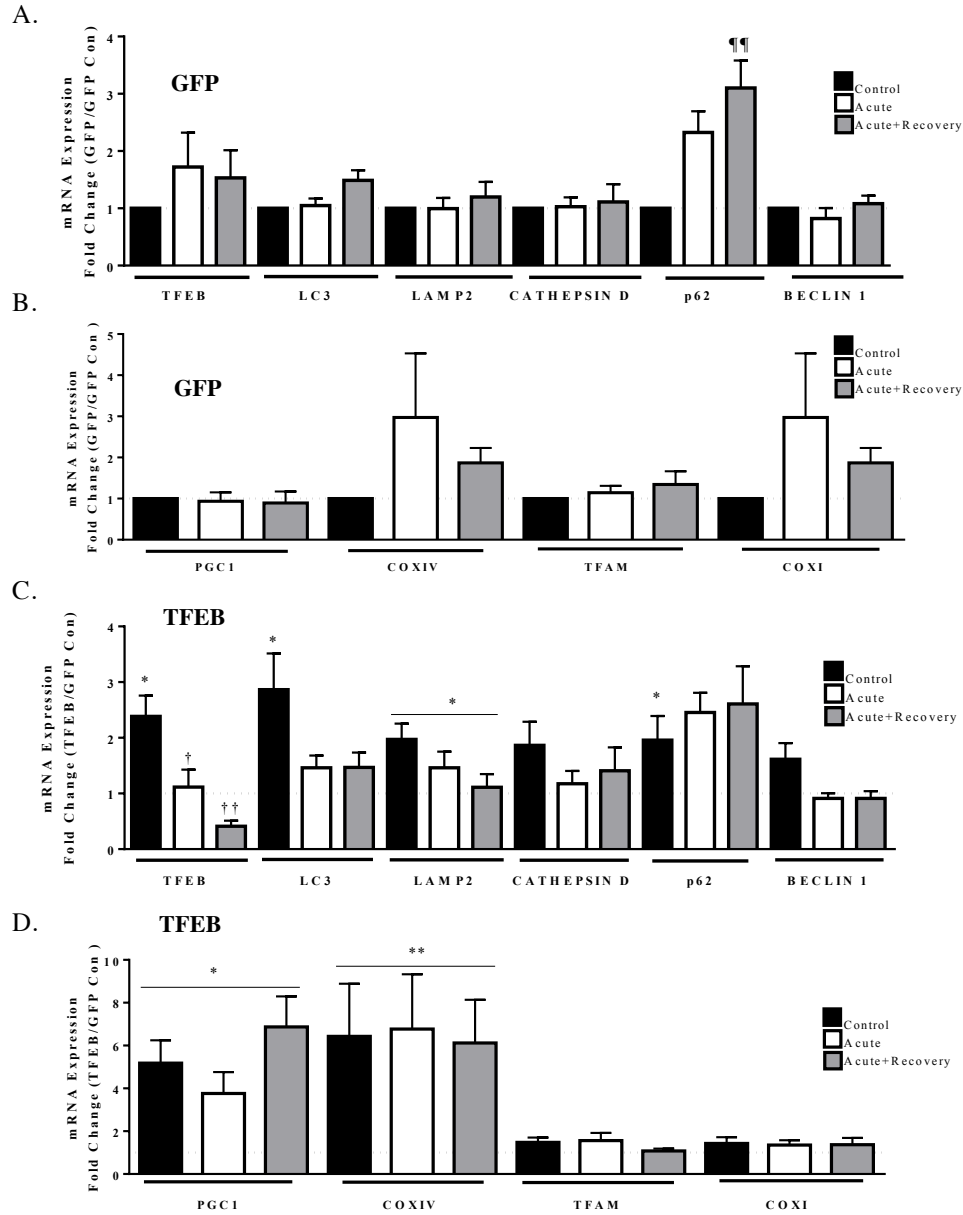 A.
GFP
mRNA Expression
Fold Change (GFP/GFP Con)
5
4
3
2
1
0
¶¶
Control
Acute
Acute+Recovery
TFEB LC3 LAMP2 CATHEPSIN D p62 BECLIN 1
B.
GFP
mRNA Expression
Fold Change (GFP/GFP Con)
5
4
3
2
1
0
Control
Acute
Acute+Recovery
PGC1 COXIV TFAM COXI
C.
TFEB
mRNA Expression
Fold Change (TFEB/GFP Con)
4
3
2
1
0
* † †† * * *
Control
Acute
Acute+Recovery
TFEB LC3 LAMP2 CATHEPSIN D p62 BECLIN 1
D.
TFEB
mRNA Expression
Fold Change (TFEB/GFP Con)
10
8
6
4
2
0
* **
Control
Acute
Acute+Recovery
PGC1 COXIV TFAM COXI